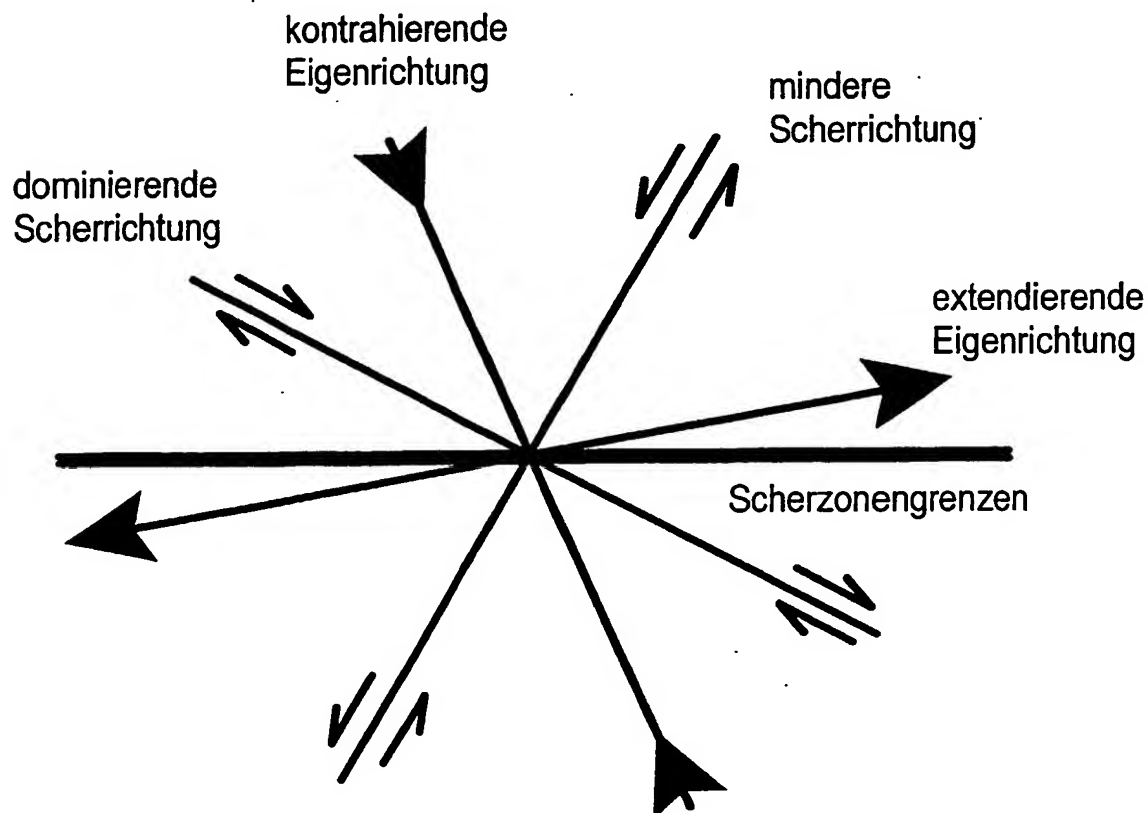 kontrahierende
Eigenrichtung
mindere
Scherrichtung
dominierende
Scherrichtung
extendierende
Eigenrichtung
Scherzonengrenzen